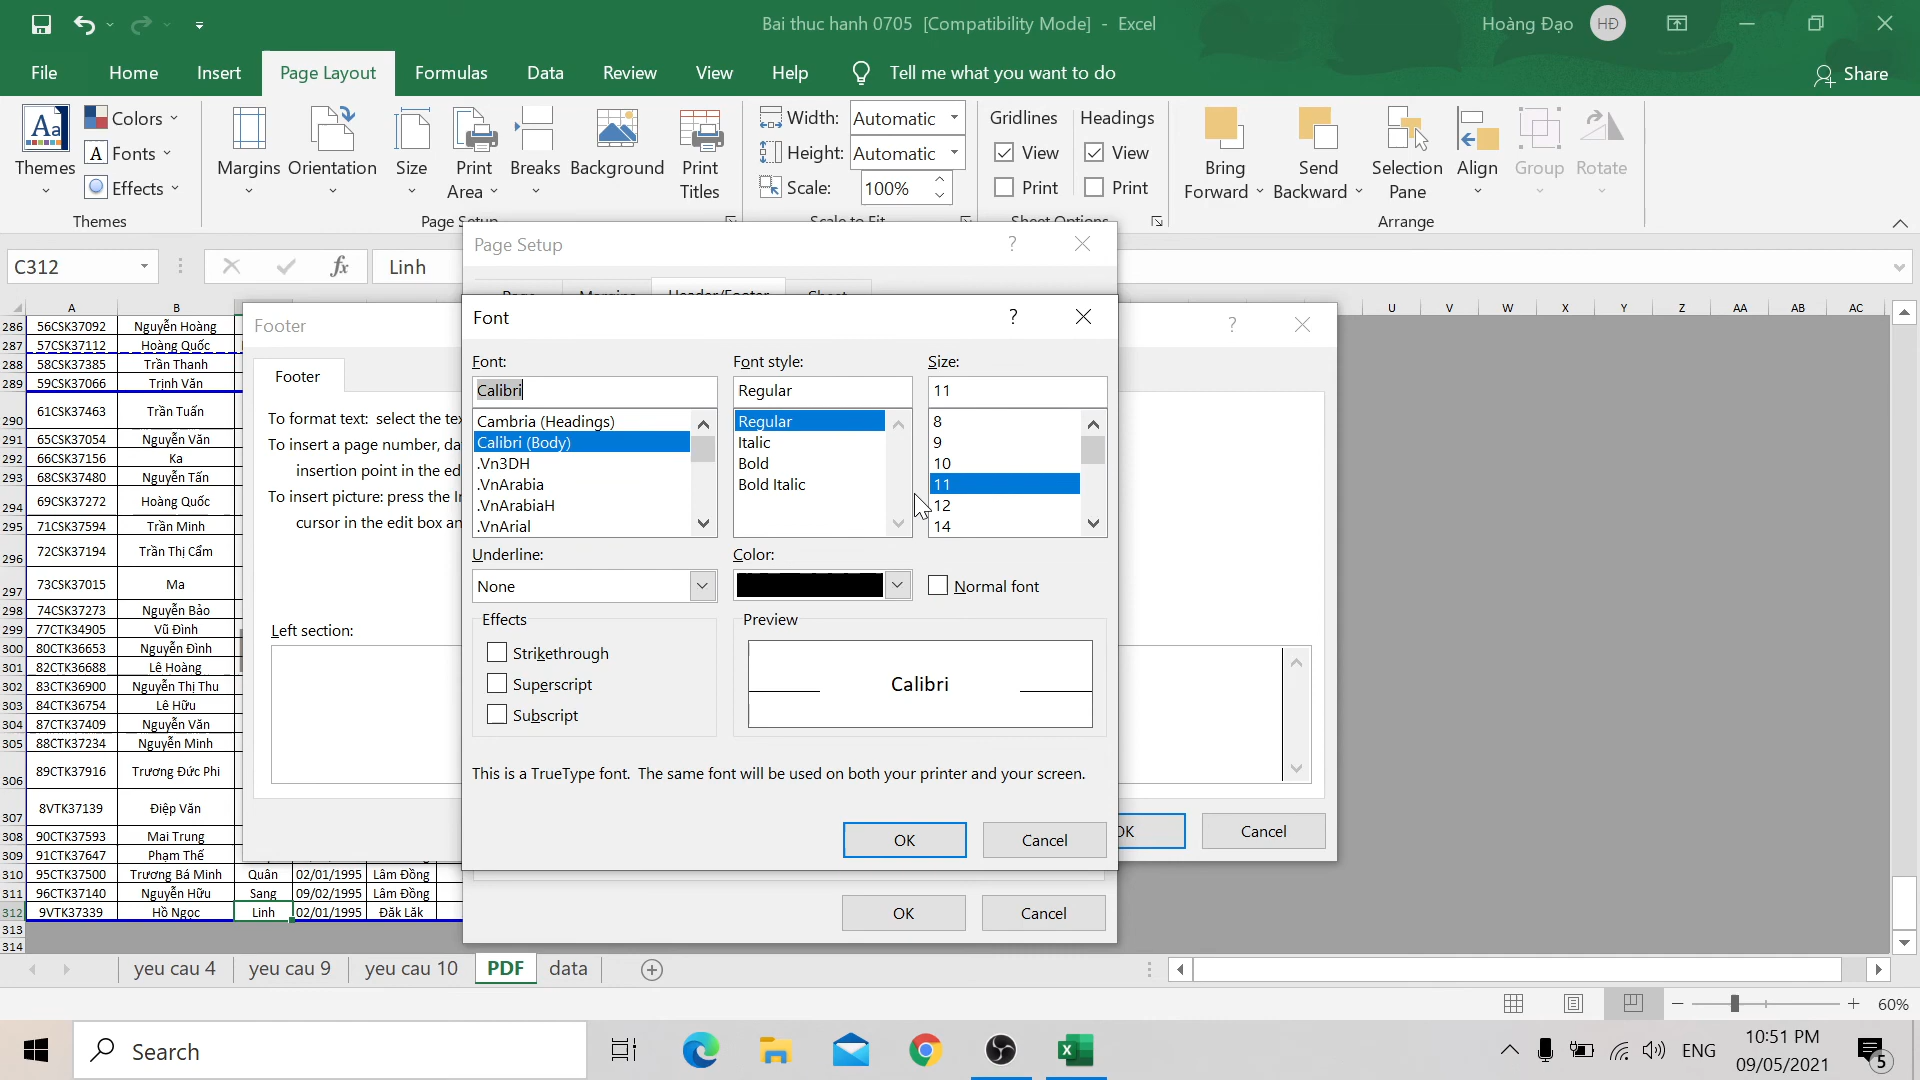 Bai thuc hanh 0705 [Compatibility Mode] - Excel
Hoàng Đạo HĐ
File Home Insert Page Layout Formulas Data Review View Help Tell me what you want to do Share
Themes
Colors
Fonts
Effects
Themes
Margins Orientation Size Print Area Breaks Background Print Titles
Width: Automatic
Height: Automatic
Scale: 100%
Gridlines Headings
View View
Print Print
Bring Forward Send Backward Selection Pane Align Group Rotate
Arrange
C312 fx Linh
Page Setup ?
Footer ?
Footer
To format text: select the te
To insert a page number, da
insertion point in the ed
To insert picture: press the I
cursor in the edit box an
Left section:
OK Cancel
Font ?
Font: Font style: Size:
Calibri Regular 11
Cambria (Headings) Regular 8
Calibri (Body) Italic 9
.Vn3DH Bold 10
.VnArabia Bold Italic 11
.VnArabiaH 12
.VnArial 14
Underline: Color:
None Normal font
Effects Preview
Strikethrough
Superscript
Subscript
Calibri
This is a TrueType font. The same font will be used on both your printer and your screen.
OK Cancel
OK Cancel
A B U V W X Y Z AA AB AC
286 56CSK37092 Nguyễn Hoàng
287 57CSK37112 Hoàng Quốc
288 58CSK37385 Trần Thanh
289 59CSK37066 Trịnh Văn
290 61CSK37463 Trần Tuấn
291 65CSK37054 Nguyễn Văn
292 66CSK37156 Ka
293 68CSK37480 Nguyễn Tấn
294 69CSK37272 Hoàng Quốc
295 71CSK37594 Trần Minh
296 72CSK37194 Trần Thị Cẩm
297 73CSK37015 Ma
298 74CSK37273 Nguyễn Bảo
299 77CTK34905 Vũ Đình
300 80CTK36653 Nguyễn Đình
301 82CTK36688 Lê Hoàng
302 83CTK36900 Nguyễn Thị Thu
303 84CTK36754 Lê Hữu
304 87CTK37409 Nguyễn Văn
305 88CTK37234 Nguyễn Minh
306 89CTK37916 Trương Đức Phi
307 8VTK37139 Điệp Văn
308 90CTK37593 Mai Trung
309 91CTK37647 Phạm Thế
310 95CTK37500 Trương Bá Minh Quân 02/01/1995 Lâm Đồng
311 96CTK37140 Nguyễn Hữu Sang 09/02/1995 Lâm Đồng
312 9VTK37339 Hồ Ngọc Linh 02/01/1995 Đăk Lăk
313
314
yeu cau 4 yeu cau 9 yeu cau 10 PDF data
60%
Search
ENG
10:51 PM
09/05/2021
5